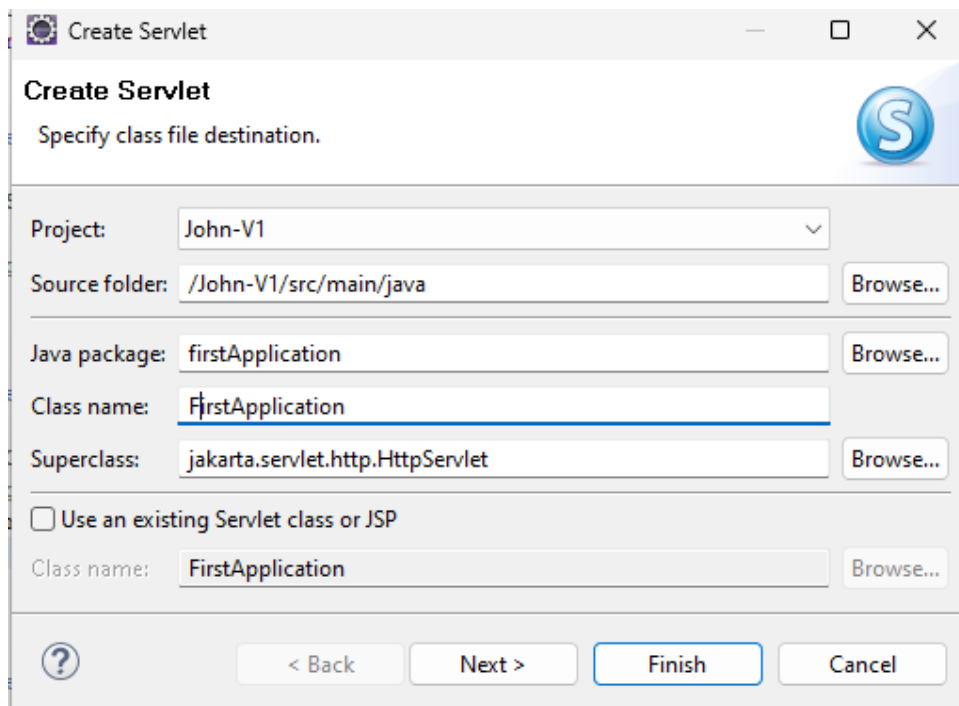 Create Servlet
Create Servlet
Specify class file destination.
S
Project: John-V1
Source folder: /John-V1/src/main/java Browse...
Java package: firstApplication Browse...
Class name: FirstApplication
Superclass: jakarta.servlet.http.HttpServlet Browse...
Use an existing Servlet class or JSP
Class name: FirstApplication Browse...
? < Back Next > Finish Cancel